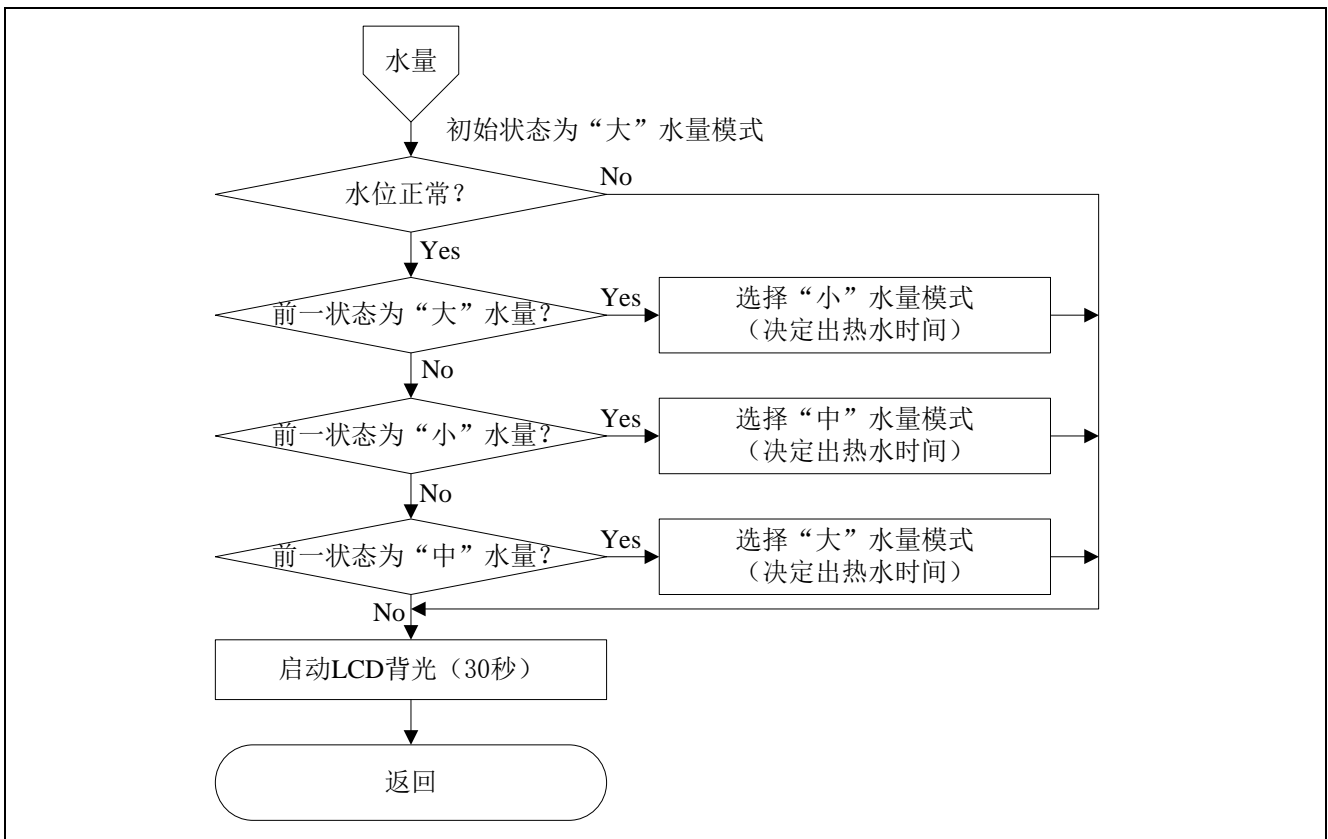 水量
初始状态为“大”水量模式
水位正常？
No
Yes
前一状态为“大”水量？
Yes
选择“小”水量模式
（决定出热水时间）
No
前一状态为“小”水量？
Yes
选择“中”水量模式
（决定出热水时间）
No
前一状态为“中”水量？
Yes
选择“大”水量模式
（决定出热水时间）
No
启动LCD背光（30秒）
返回